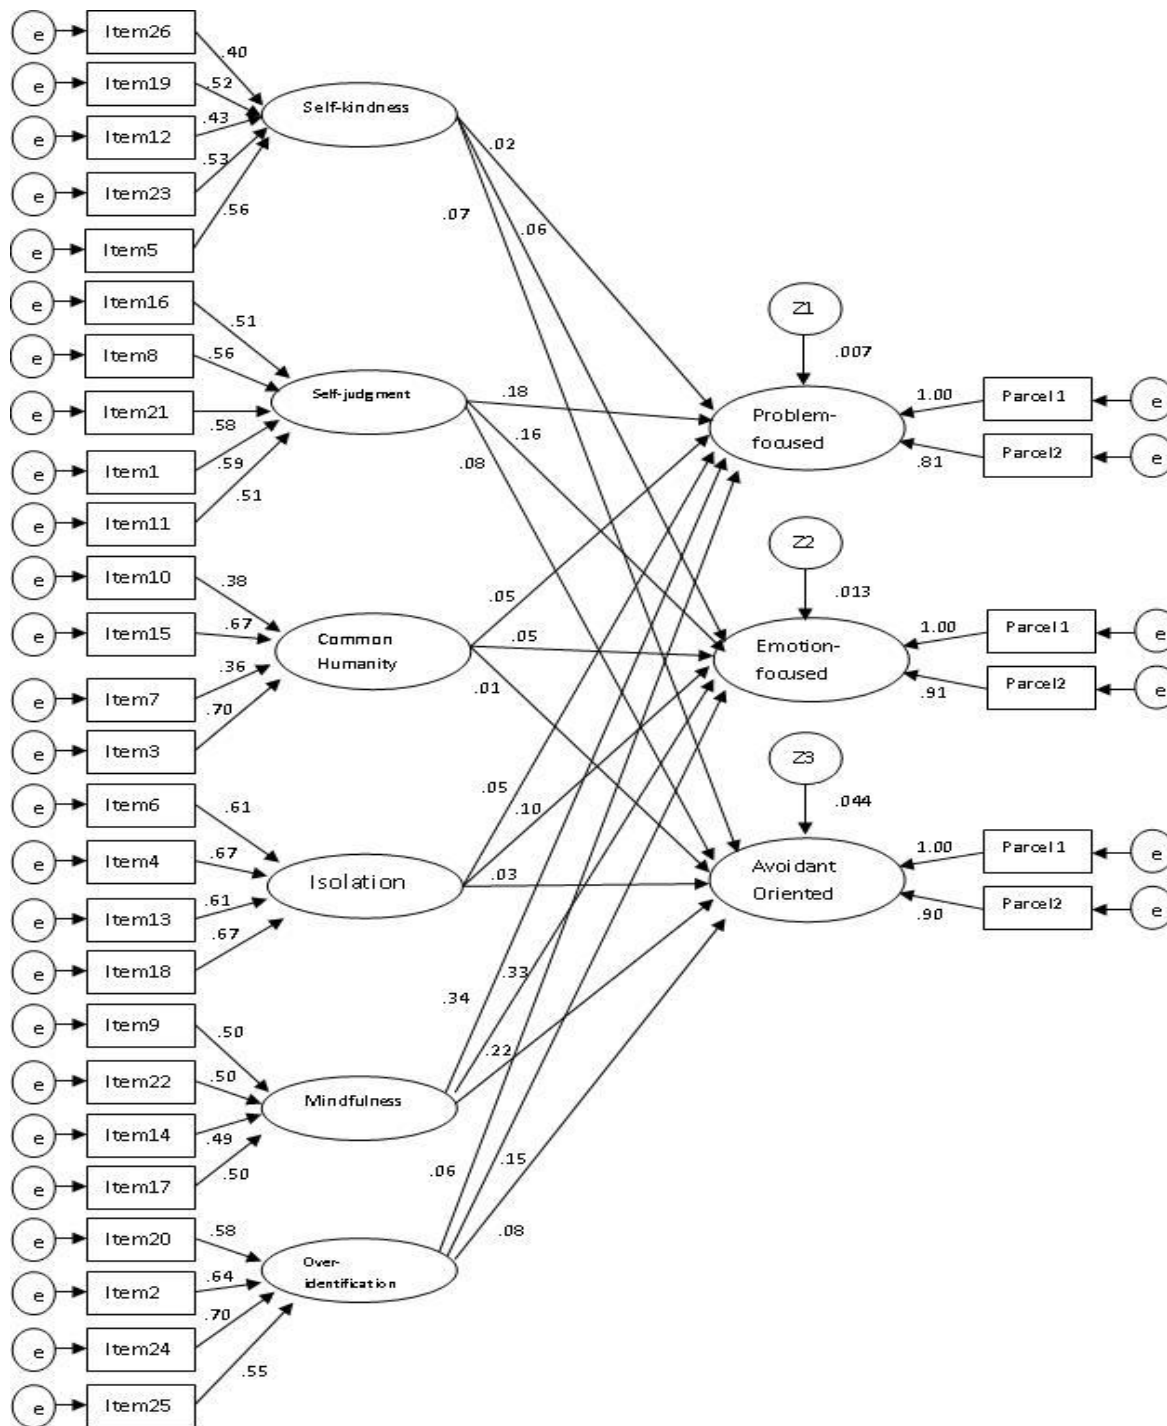 e Item26 .40
e Item19 .52
Self-kindness
e Item12 .43
.02
e Item23 .53
.56 .07 .06
e Item5
e Item16 .51
Z1
.007
e Item8 .56
Self-judgment .18
1.00 Parcel1 e
e Item21 .58
Problem-
focused
.16
.08
.81 Parcel2 e
e Item1 .59
.51
e Item11
Z2
e Item10 .38
.013
.05
e Item15 .67
Common
Humanity
.05
1.00 Parcel1 e
Emotion-
focused
.36
.01
.91 Parcel2 e
e Item7 .70
e Item3
Z3
e Item6 .61
.05 .10
.044
e Item4 .67
Isolation .03
1.00 Parcel1 e
Avoidant
Oriented
e Item13 .61
.90 Parcel2 e
e Item18 .67
.34 .33
e Item9 .50
.22
e Item22 .50
Mindfulness
e Item14 .49
.06 .15
e Item17 .50
e Item20 .58
.08
Over-
identification
e Item2 .64
e Item24 .70
.55
e Item25